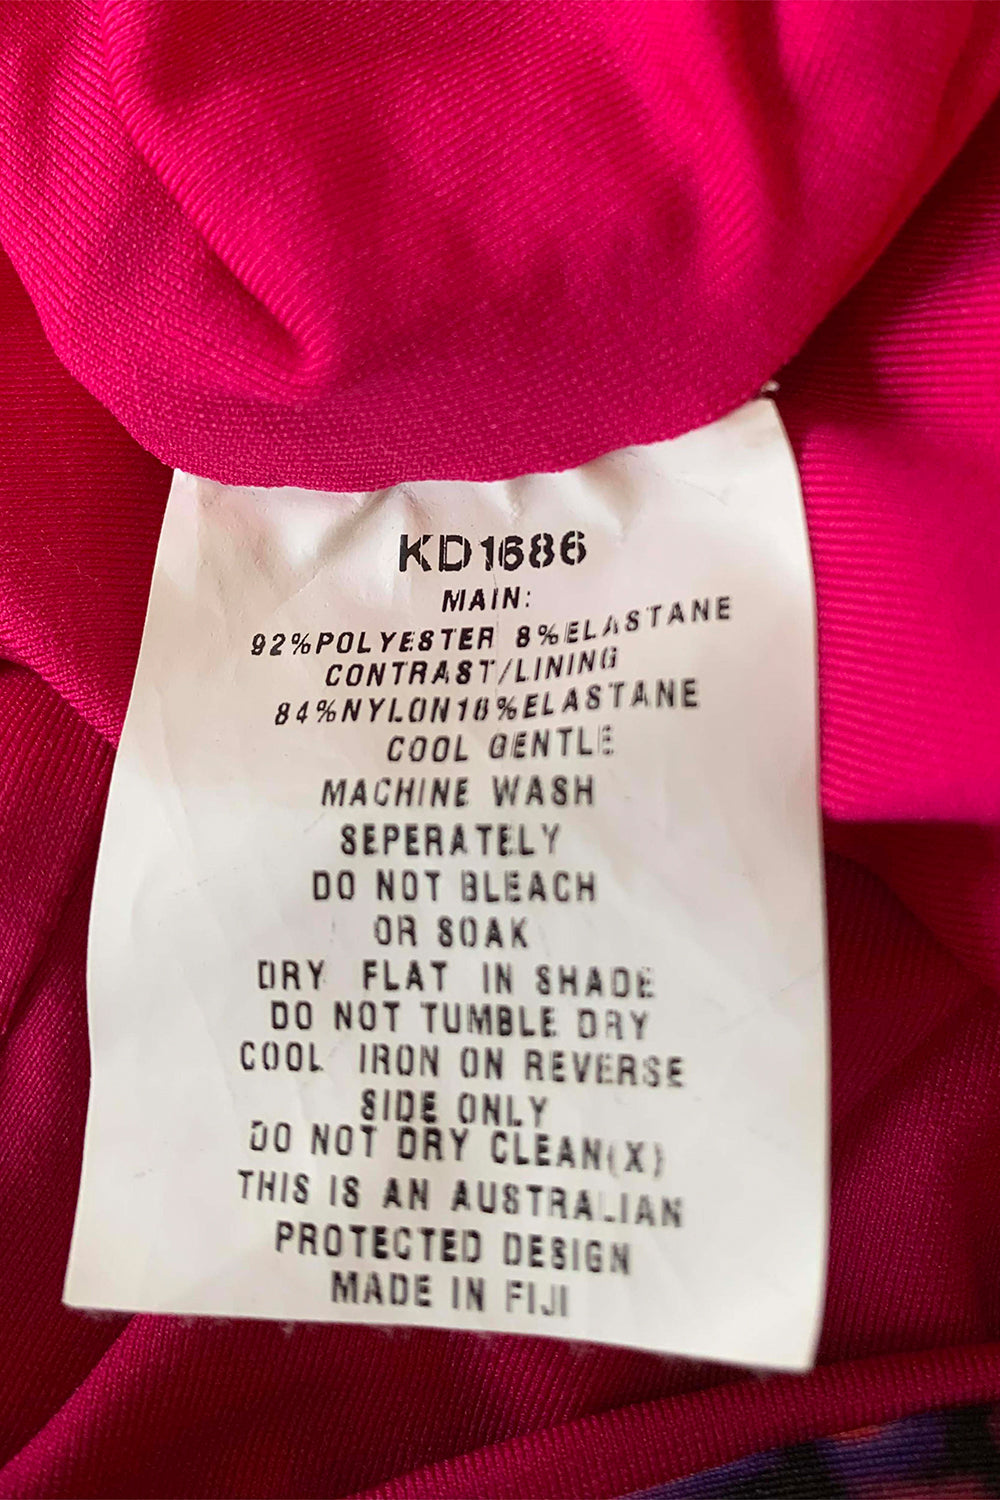 KD1686
MAIN:
92%POLYESTER 8%ELASTANE
CONTRAST/LINING
84%NYLON16%ELASTANE
COOL GENTLE
MACHINE WASH
SEPERATELY
DO NOT BLEACH
OR SOAK
DRY FLAT IN SHADE
DO NOT TUMBLE DRY
COOL IRON ON REVERSE
SIDE ONLY
DO NOT DRY CLEAN(X)
THIS IS AN AUSTRALIAN
PROTECTED DESIGN
MADE IN FIJI